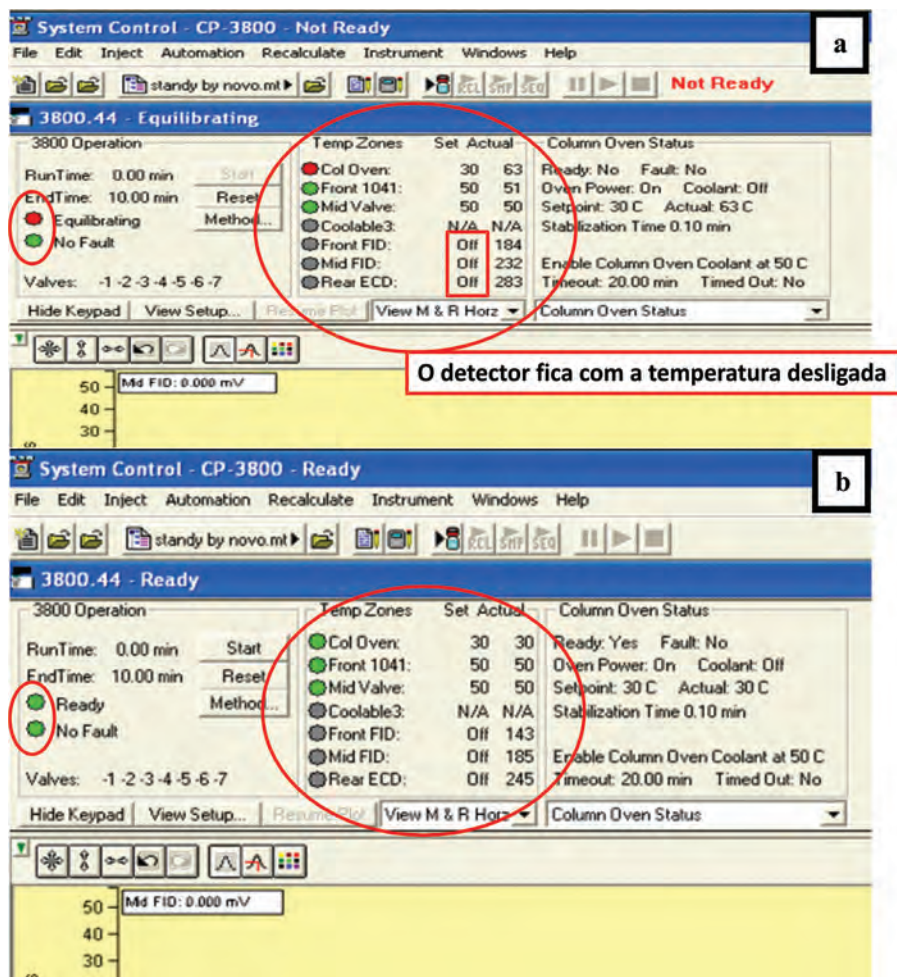 System Control - CP-3800 - Not Ready
a
File Edit Inject Automation Recalculate Instrument Windows Help
standy by novo.mt Not Ready
3800.44 - Equilibrating
3800 Operation Temp Zones Set Actual Column Oven Status
RunTime: 0.00 min Start Col Oven: 30 63 Ready: No Fault: No
EndTime: 10.00 min Reset Front 1041: 50 51 Oven Power: On Coolant: Off
Equilibrating Method... Mid Valve: 50 50 Setpoint: 30 C Actual: 63 C
No Fault Coolable3: N/A N/A Stabilization Time 0.10 min
Front FID: Off 184
Mid FID: Off 232 Enable Column Oven Coolant at 50 C
Valves: -1 -2 -3 -4 -5 -6 -7 Rear ECD: Off 283 Timeout: 20.00 min Timed Out: No
Hide Keypad View Setup... Resume Plot View M & R Horz Column Oven Status
O detector fica com a temperatura desligada
50 Mid FID: 0.000 mV
40
30
System Control - CP-3800 - Ready
b
File Edit Inject Automation Recalculate Instrument Windows Help
standy by novo.mt RCL SMP SEQ
3800.44 - Ready
3800 Operation Temp Zones Set Actual Column Oven Status
RunTime: 0.00 min Start Col Oven: 30 30 Ready: Yes Fault: No
EndTime: 10.00 min Reset Front 1041: 50 50 Oven Power: On Coolant: Off
Ready Method... Mid Valve: 50 50 Setpoint: 30 C Actual: 30 C
No Fault Coolable3: N/A N/A Stabilization Time 0.10 min
Front FID: Off 143
Mid FID: Off 185 Enable Column Oven Coolant at 50 C
Valves: -1 -2 -3 -4 -5 -6 -7 Rear ECD: Off 245 Timeout: 20.00 min Timed Out: No
Hide Keypad View Setup... Resume Plot View M & R Horz Column Oven Status
50 Mid FID: 0.000 mV
40
30